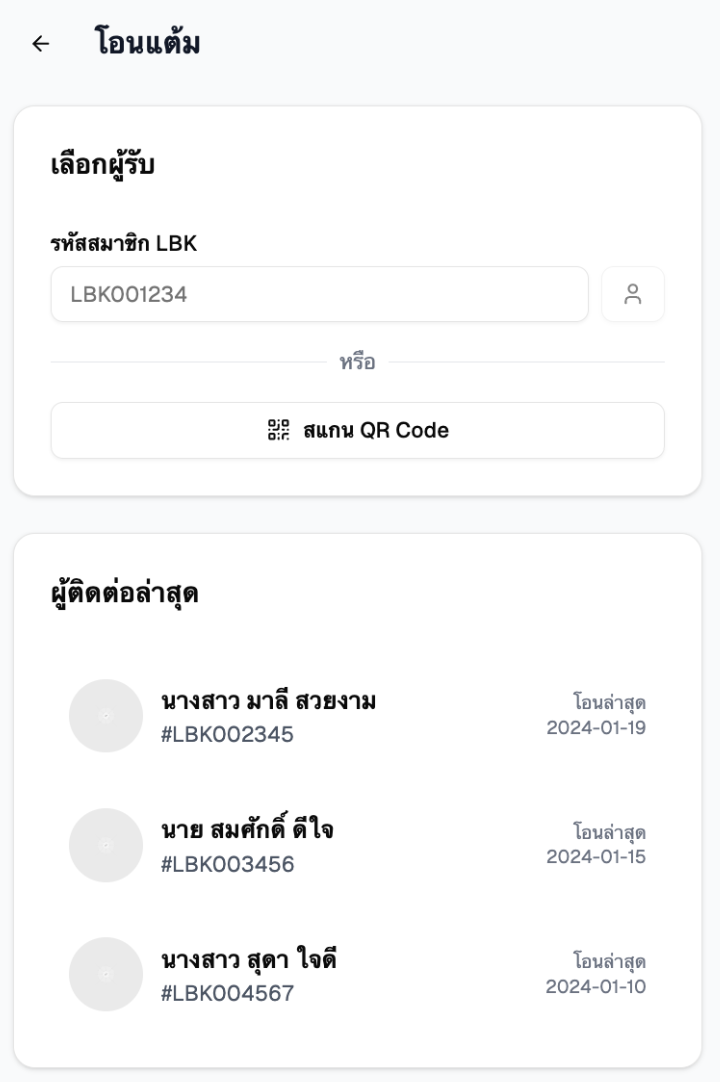 โอนแต้ม
เลือกผู้รับ
รหัสสมาชิก LBK
LBK001234
หรือ
สแกน QR Code
ผู้ติดต่อล่าสุด
นางสาว มาลี สวยงาม
#LBK002345
โอนล่าสุด
2024-01-19
นาย สมศักดิ์ ดีใจ
#LBK003456
โอนล่าสุด
2024-01-15
นางสาว สุดา ใจดี
#LBK004567
โอนล่าสุด
2024-01-10